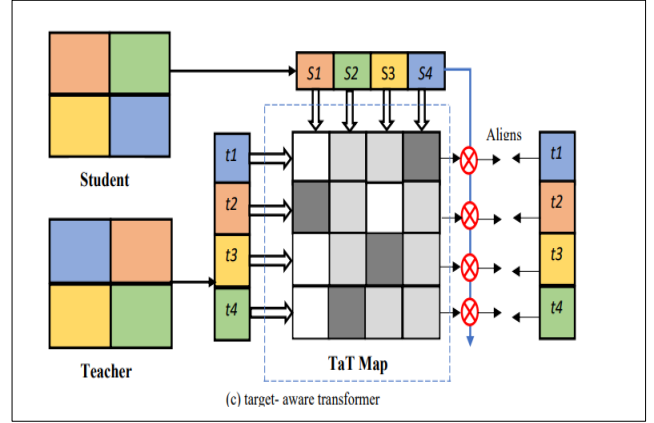 S1 S2 S3 S4
Student
Aligns
t1 t1
t2 t2
t3 t3
t4 t4
Teacher
TaT Map
(c) target- aware transformer